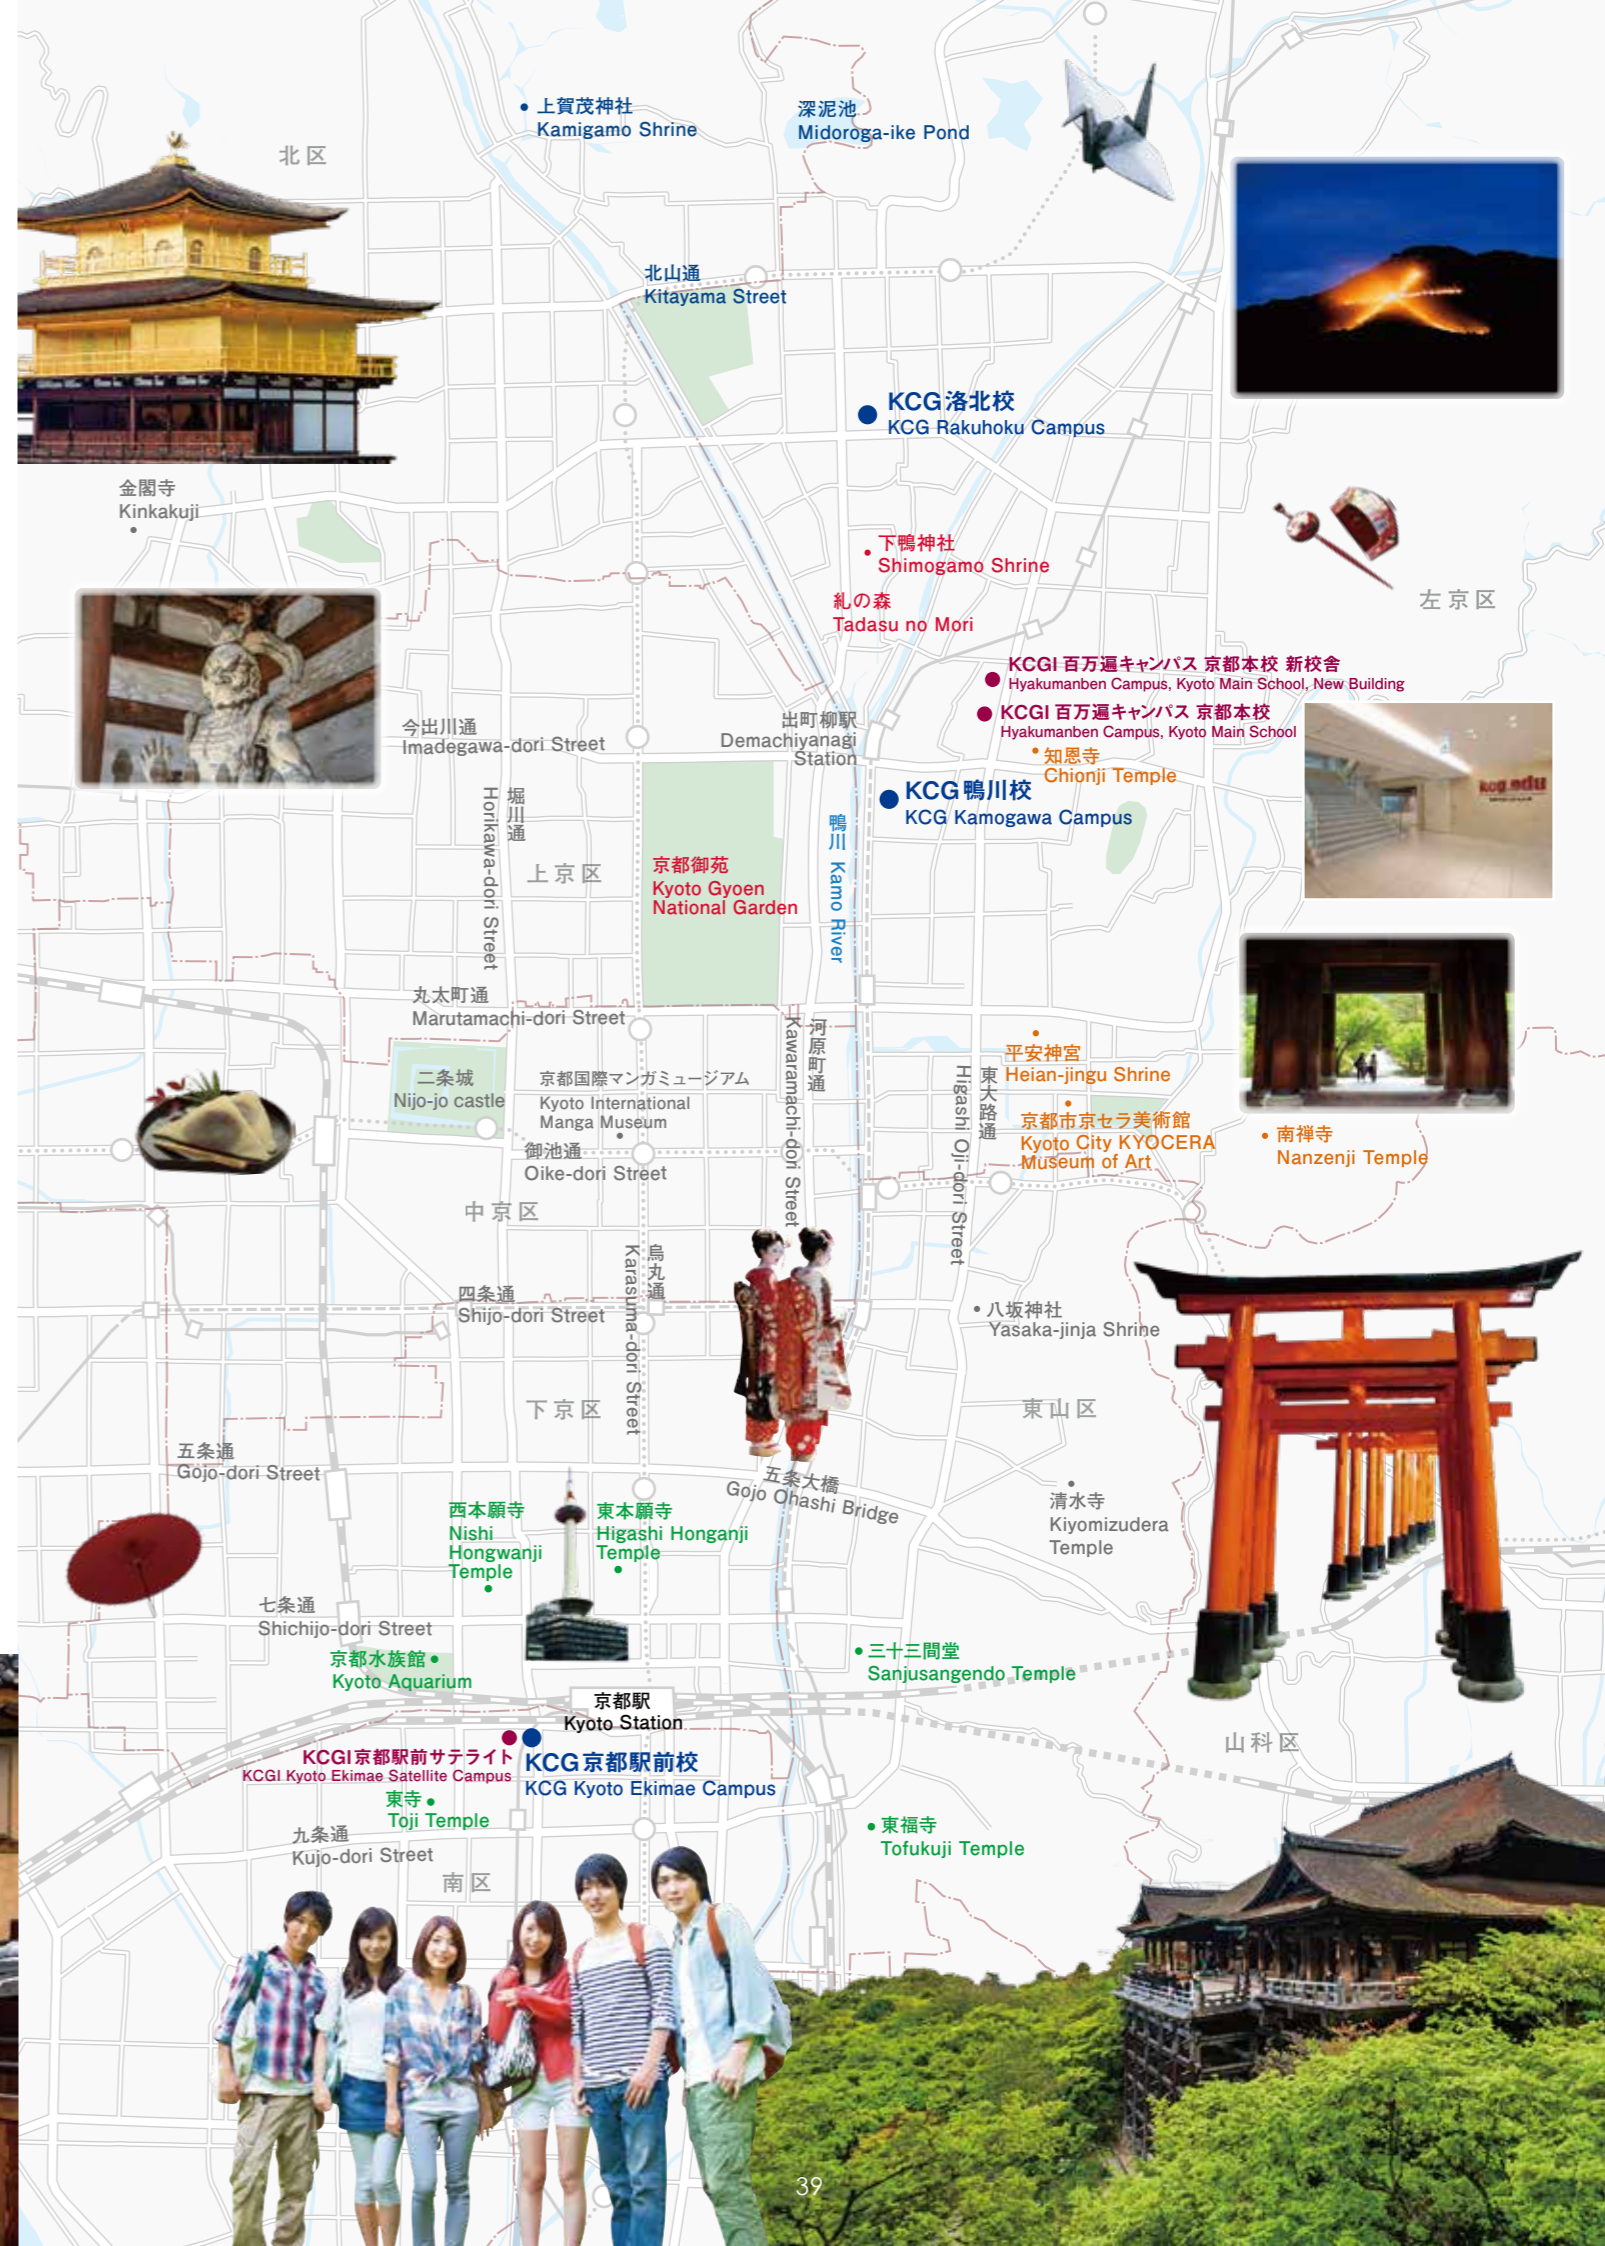 上賀茂神社
Kamigamo Shrine
深泥池
Midoroga-ike Pond
北区
北山通
Kitayama Street
KCG洛北校
KCG Rakuhoku Campus
金閣寺
Kinkakuji
下鴨神社
Shimogamo Shrine
糺の森
Tadasu no Mori
左京区
KCGI 百万遍キャンパス 京都本校 新校舎
Hyakumanben Campus, Kyoto Main School, New Building
KCGI 百万遍キャンパス 京都本校
Hyakumanben Campus, Kyoto Main School
今出川通
Imadegawa-dori Street
出町柳駅
Demachiyanagi
Station
知恩寺
Chionji Temple
KCG鴨川校
KCG Kamogawa Campus
kcg.edu
堀川通
Horikawa-dori Street
上京区
京都御苑
Kyoto Gyoen
National Garden
鴨川 Kamo River
丸太町通
Marutamachi-dori Street
河原町通
Kawaramachi-dori Street
東大路通
Higashi Oji-dori Street
平安神宮
Heian-jingu Shrine
二条城
Nijo-jo castle
京都国際マンガミュージアム
Kyoto International
Manga Museum
京都市京セラ美術館
Kyoto City KYOCERA
Museum of Art
南禅寺
Nanzenji Temple
御池通
Oike-dori Street
中京区
烏丸通
Karasuma-dori Street
四条通
Shijo-dori Street
八坂神社
Yasaka-jinja Shrine
下京区
東山区
五条通
Gojo-dori Street
五条大橋
Gojo Ohashi Bridge
清水寺
Kiyomizudera
Temple
西本願寺
Nishi
Hongwanji
Temple
東本願寺
Higashi Honganji
Temple
七条通
Shichijo-dori Street
京都水族館
Kyoto Aquarium
三十三間堂
Sanjusangendo Temple
京都駅
Kyoto Station
KCGI京都駅前サテライト
KCGI Kyoto Ekimae Satellite Campus
KCG京都駅前校
KCG Kyoto Ekimae Campus
山科区
東寺
Toji Temple
九条通
Kujo-dori Street
東福寺
Tofukuji Temple
南区
39